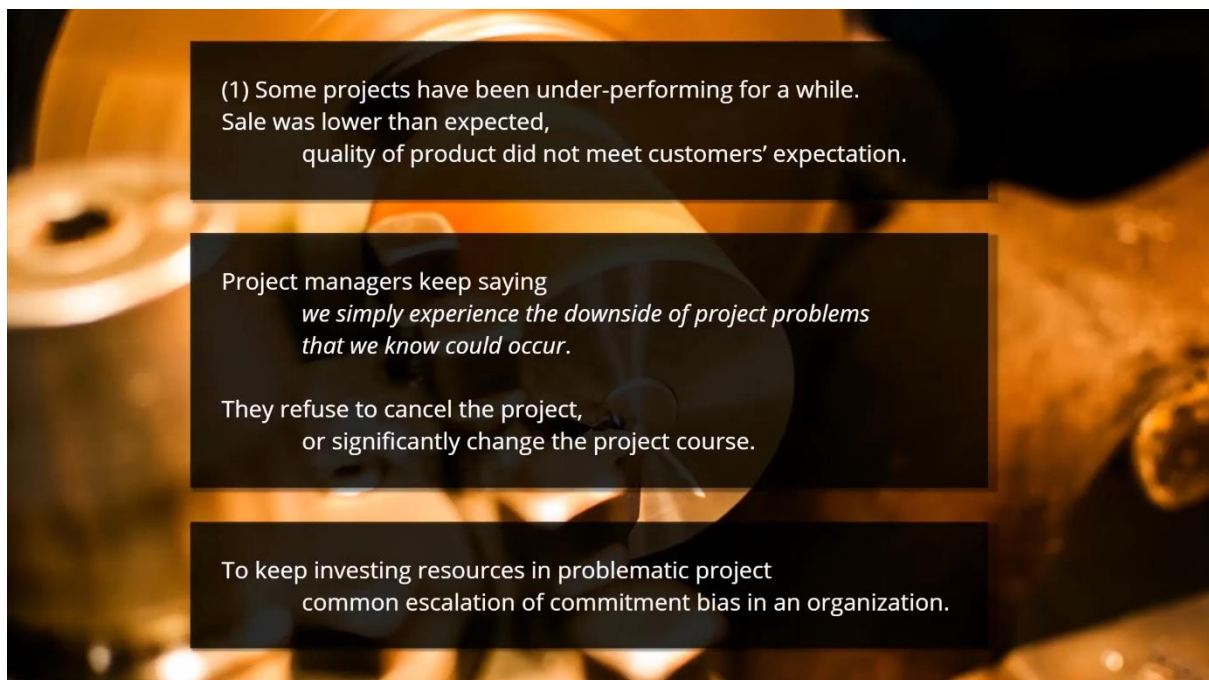 (1) Some projects have been under-performing for a while.
Sale was lower than expected,
quality of product did not meet customers’ expectation.
Project managers keep saying
we simply experience the downside of project problems
that we know could occur.
They refuse to cancel the project,
or significantly change the project course.
To keep investing resources in problematic project
common escalation of commitment bias in an organization.